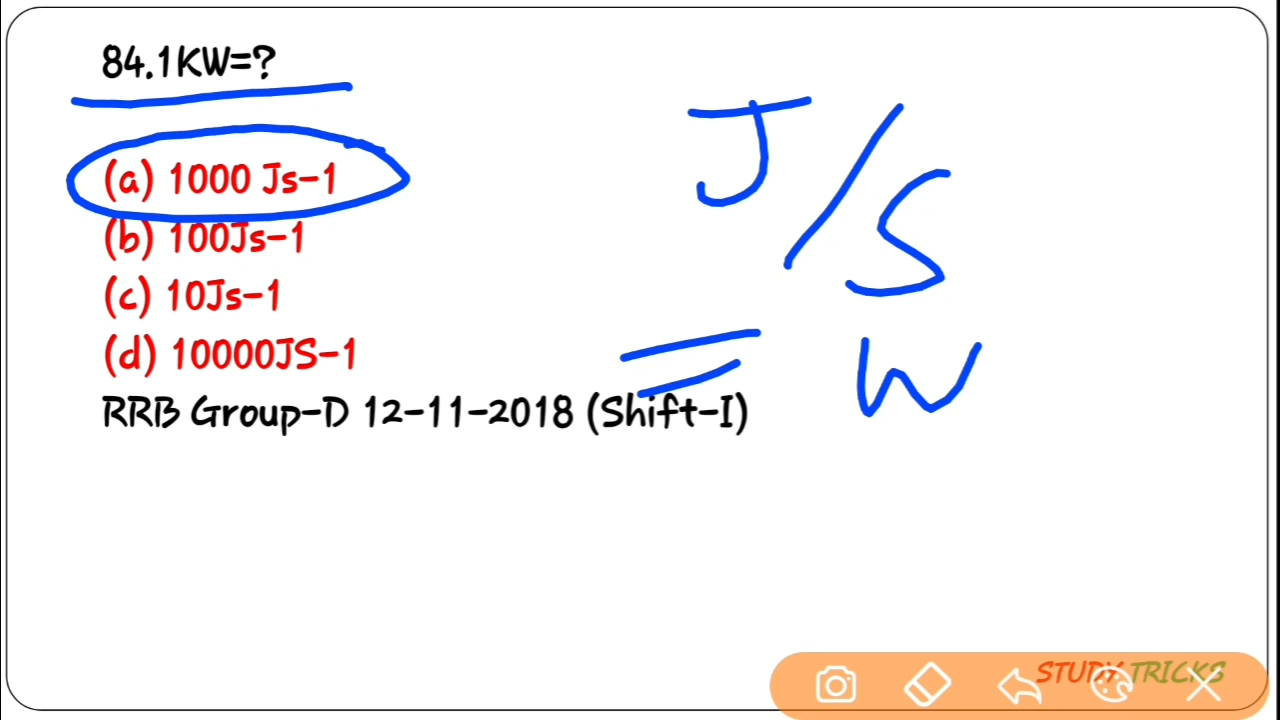 84.1KW=?
(a) 1000 Js-1
(b) 100Js-1
(c) 10Js-1
(d) 10000JS-1
RRB Group-D 12-11-2018 (Shift-I)
J/S
= W
STUDY TRICKS